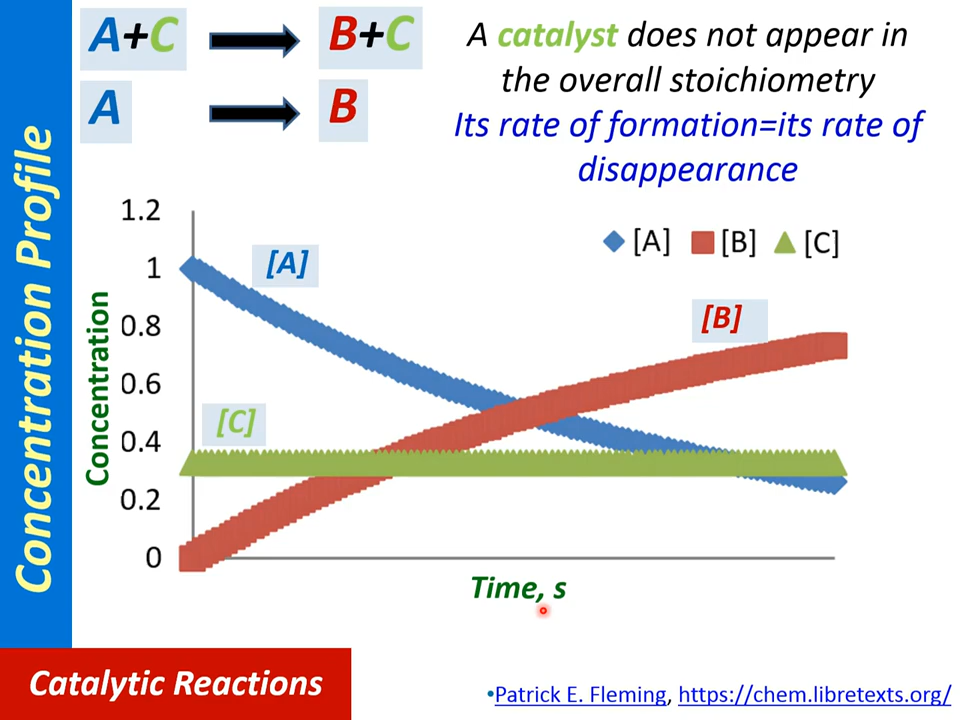 A+C
B+C
A
B
A catalyst does not appear in
the overall stoichiometry
Its rate of formation=its rate of
disappearance
Concentration Profile
1.2
1
0.8
0.6
0.4
0.2
0
Concentration
[A] [B] [C]
[A]
[B]
[C]
Time, s
Catalytic Reactions
•Patrick E. Fleming, https://chem.libretexts.org/